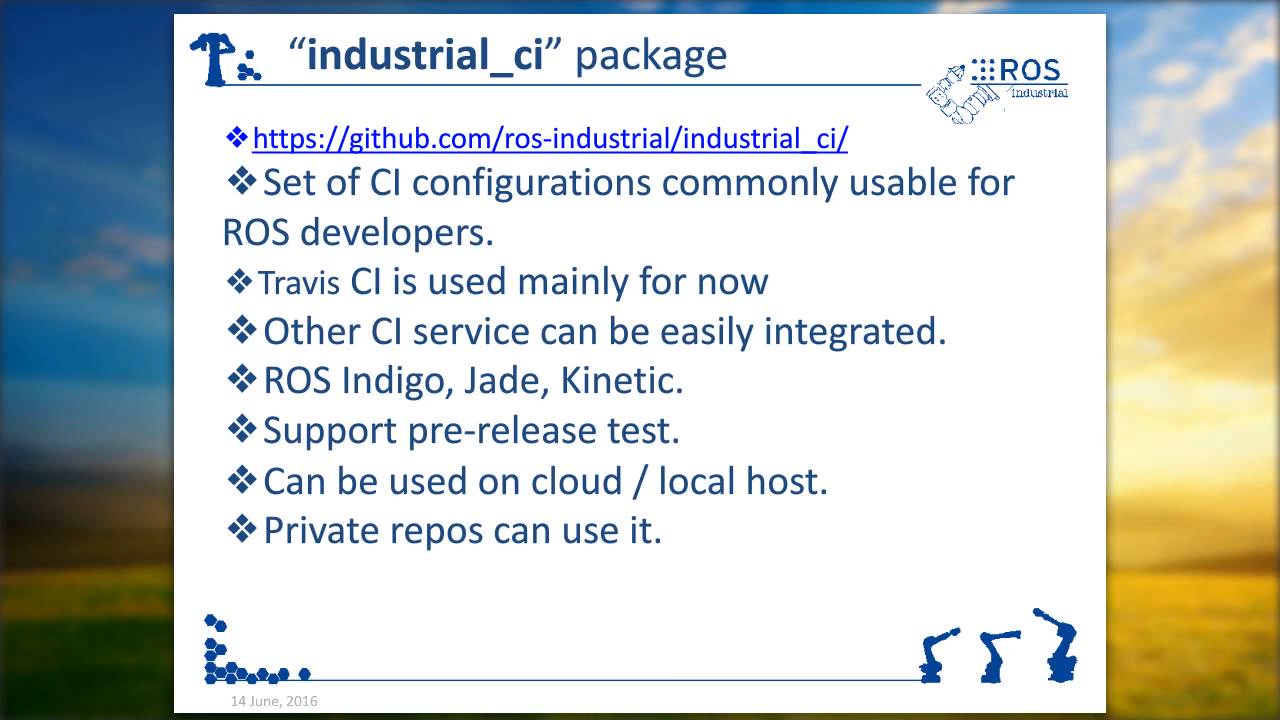 “industrial_ci” package
ROS
industrial
❖https://github.com/ros-industrial/industrial_ci/
❖Set of CI configurations commonly usable for
ROS developers.
❖Travis CI is used mainly for now
❖Other CI service can be easily integrated.
❖ROS Indigo, Jade, Kinetic.
❖Support pre-release test.
❖Can be used on cloud / local host.
❖Private repos can use it.
14 June, 2016